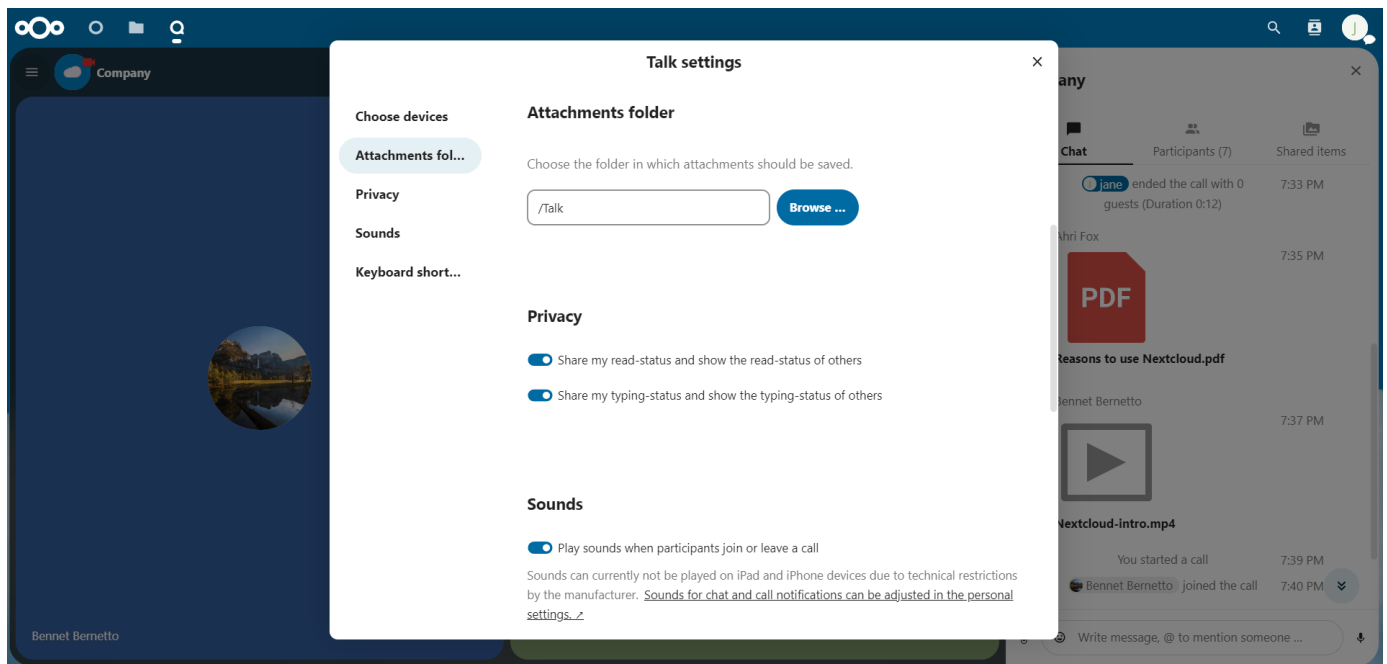 Company
Talk settings
Choose devices
Attachments fol...
Privacy
Sounds
Keyboard short...
Attachments folder
Choose the folder in which attachments should be saved.
/Talk
Browse ...
Privacy
Share my read-status and show the read-status of others
Share my typing-status and show the typing-status of others
Sounds
Play sounds when participants join or leave a call
Sounds can currently not be played on iPad and iPhone devices due to technical restrictions
by the manufacturer. Sounds for chat and call notifications can be adjusted in the personal
settings. ↗
Bennet Bernetto
J
any
Chat
Participants (7)
Shared items
jane ended the call with 0 7:33 PM
guests (Duration 0:12)
Ahri Fox
7:35 PM
PDF
Reasons to use Nextcloud.pdf
Bennet Bernetto
7:37 PM
Nextcloud-intro.mp4
You started a call 7:39 PM
Bennet Bernetto joined the call 7:40 PM
Write message, @ to mention someone ...